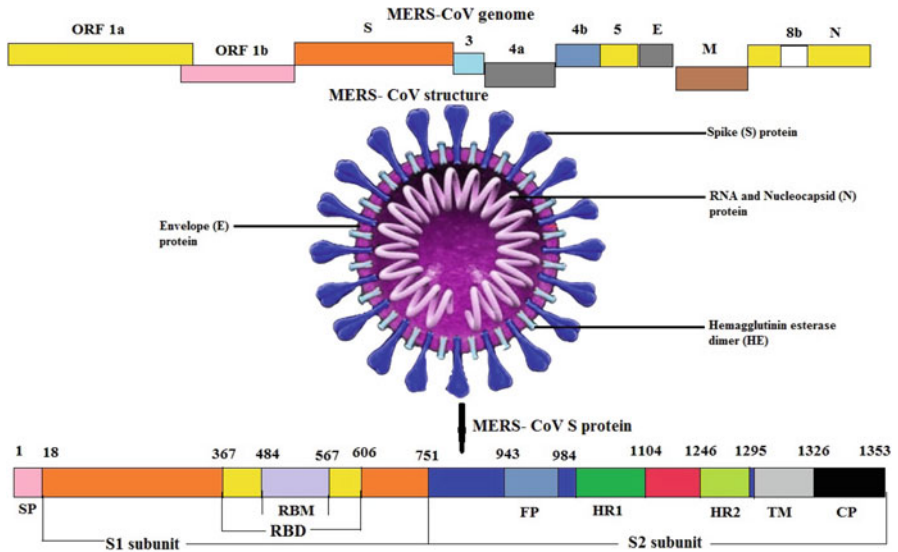 MERS-CoV genome
ORF 1a
ORF 1b
S
3
4a
4b
5
E
M
8b
N
MERS- CoV structure
Spike (S) protein
RNA and Nucleocapsid (N)
protein
Envelope (E)
protein
Hemagglutinin esterase
dimer (HE)
MERS- CoV S protein
1 18 367 484 567 606 751 943 984 1104 1246 1295 1326 1353
SP RBM FP HR1 HR2 TM CP
RBD
S1 subunit S2 subunit